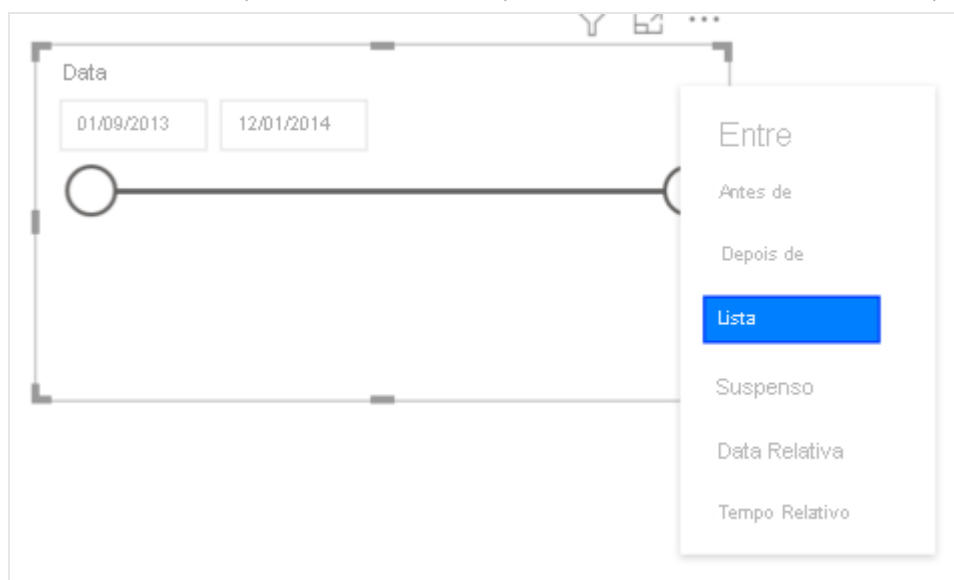 Data
01/09/2013 12/01/2014
Entre
Antes de
Depois de
Lista
Suspenso
Data Relativa
Tempo Relativo